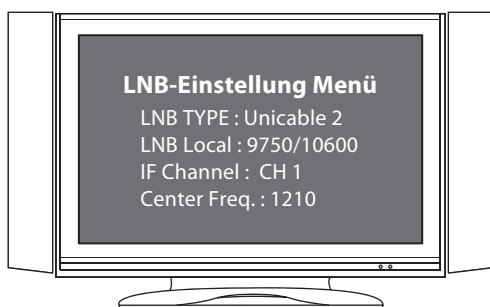 LNB-Einstellung Menü
LNB TYPE : Unicable 2
LNB Local : 9750/10600
IF Channel : CH 1
Center Freq. : 1210